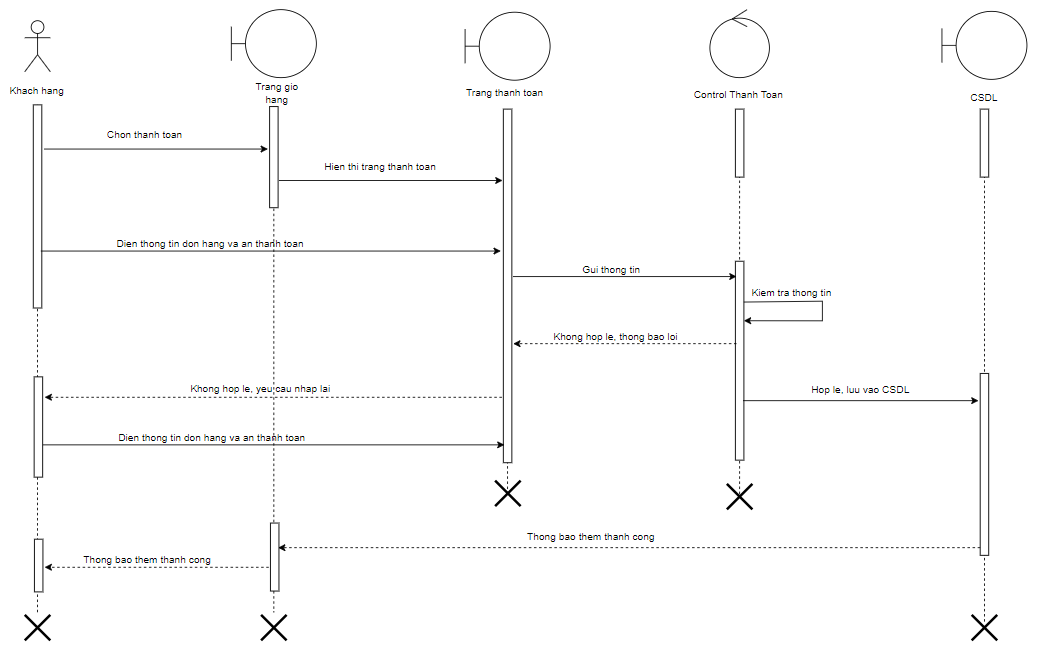 Khach hang
Trang gio
hang
Trang thanh toan
Control Thanh Toan
CSDL
Chon thanh toan
Hien thi trang thanh toan
Dien thong tin don hang va an thanh toan
Gui thong tin
Kiem tra thong tin
Khong hop le, thong bao loi
Khong hop le, yeu cau nhap lai
Hop le, luu vao CSDL
Dien thong tin don hang va an thanh toan
Thong bao them thanh cong
Thong bao them thanh cong